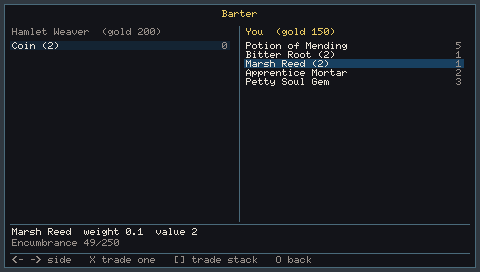 Barter
Hamlet Weaver (gold 200)
Coin (2) 0
You (gold 150)
Potion of Mending 5
Bitter Root (2) 1
Marsh Reed (2) 1
Apprentice Mortar 2
Petty Soul Gem 3
Marsh Reed weight 0.1 value 2
Encumbrance 49/250
<- -> side X trade one [] trade stack O back